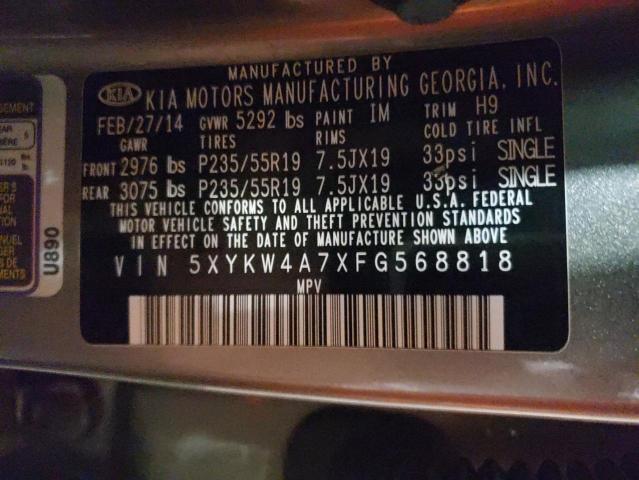 MANUFACTURED BY
KIA KIA MOTORS MANUFACTURING GEORGIA, INC.
FEB/27/14 GVWR 5292 lbs PAINT IM TRIM H9
GAWR TIRES RIMS COLD TIRE INFL
FRONT 2976 lbs P235/55R19 7.5JX19 33psi SINGLE
REAR 3075 lbs P235/55R19 7.5JX19 33psi SINGLE
THIS VEHICLE CONFORMS TO ALL APPLICABLE U.S.A. FEDERAL
MOTOR VEHICLE SAFETY AND THEFT PREVENTION STANDARDS
IN EFFECT ON THE DATE OF MANUFACTURE SHOWN ABOVE
VIN 5XYKW4A7XFG568818
MPV
U890